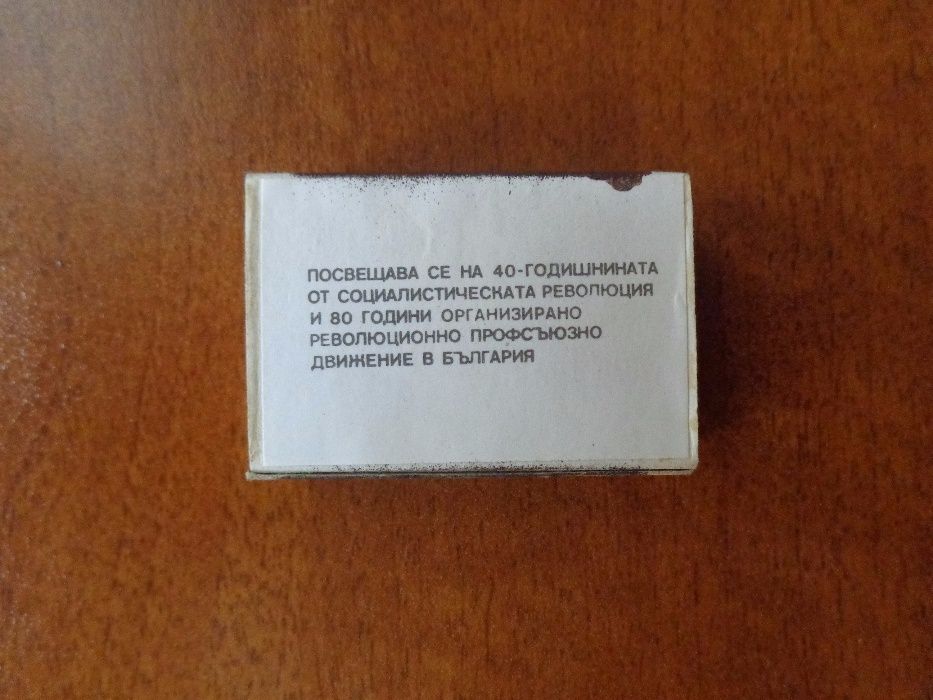 ПОСВЕЩАВА СЕ НА 40-ГОДИШНИНАТА
ОТ СОЦИАЛИСТИЧЕСКАТА РЕВОЛЮЦИЯ
И 80 ГОДИНИ ОРГАНИЗИРАНО
РЕВОЛЮЦИОННО ПРОФСЪЮЗНО
ДВИЖЕНИЕ В БЪЛГАРИЯ